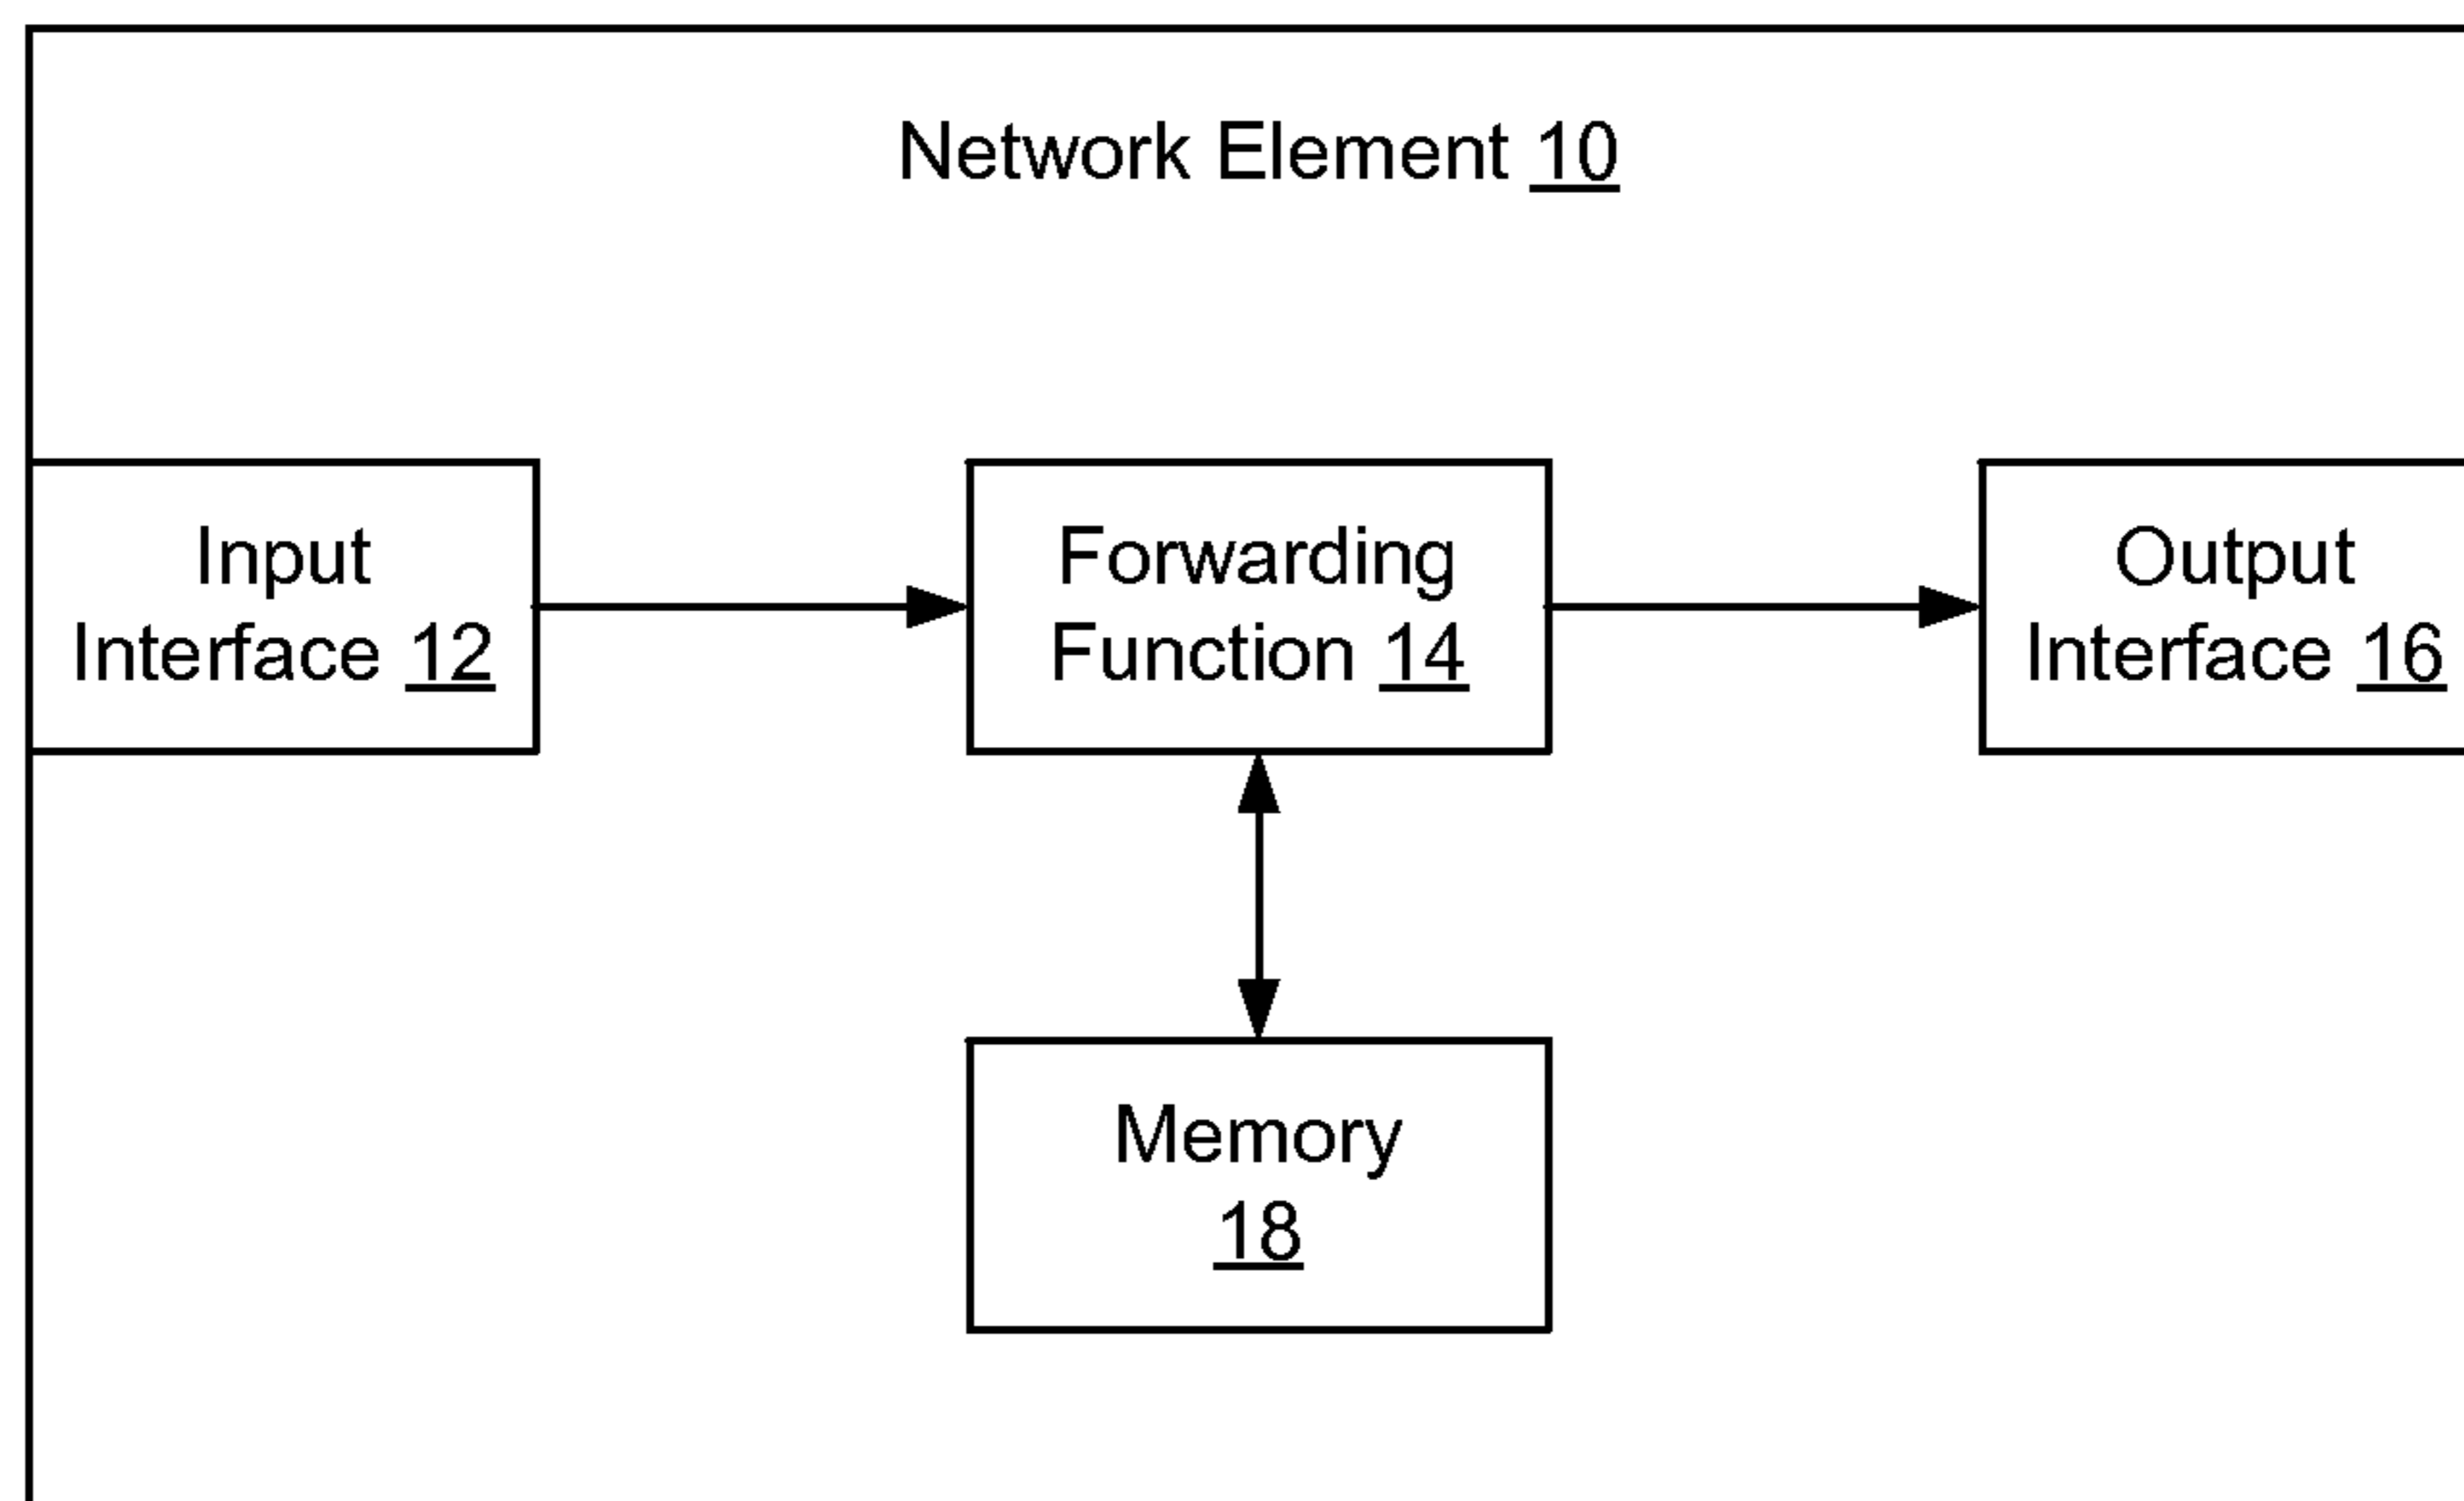 Network Element 10
Input
Interface 12
Forwarding
Function 14
Output
Interface 16
Memory
18